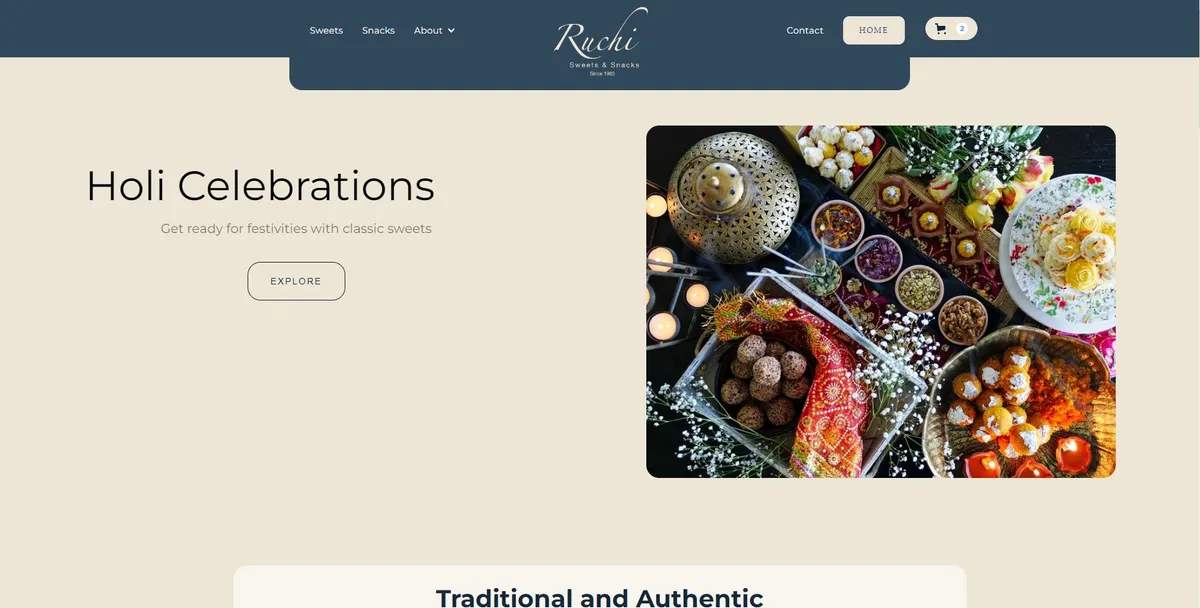 Sweets Snacks About
Ruchi
Sweets & Snacks
Since 1965
Contact HOME 2
Holi Celebrations
Get ready for festivities with classic sweets
EXPLORE
Traditional and Authentic